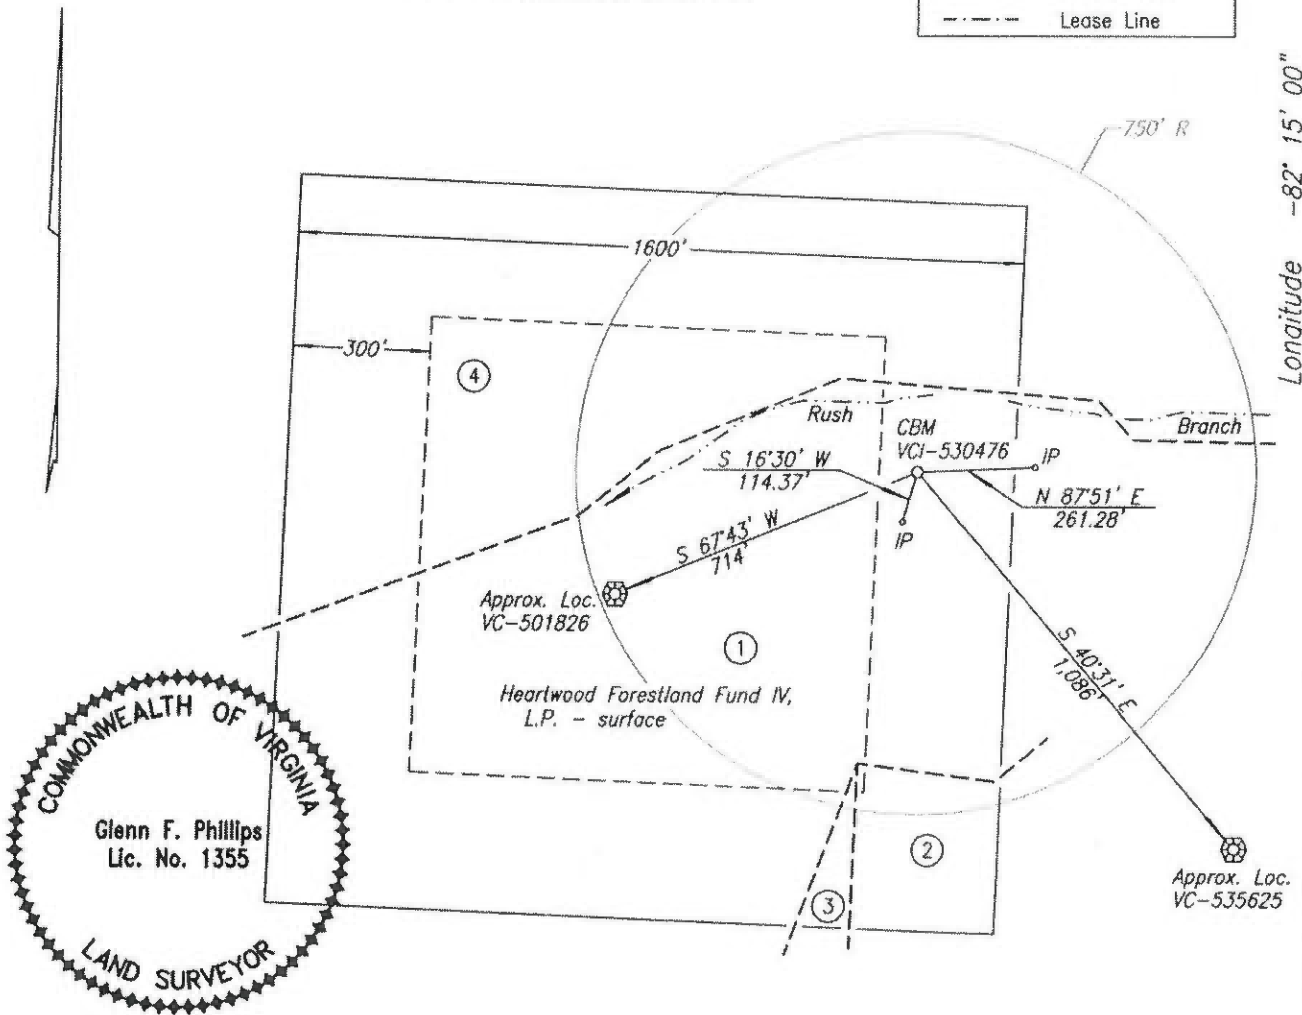 Lease Line
Longitude -82° 15' 00"
750' R
1600'
300'
4
Rush
Branch
CBM
VCI-530476
IP
S 16°30' W
114.37'
N 87°51' E
261.28'
IP
S 67°43' W
714'
Approx. Loc.
VC-501826
1
S 40°31' E
1,086'
Heartwood Forestland Fund IV,
L.P. - surface
COMMONWEALTH OF VIRGINIA
Glenn F. Phillips
Lic. No. 1355
LAND SURVEYOR
2
3
Approx. Loc.
VC-535625